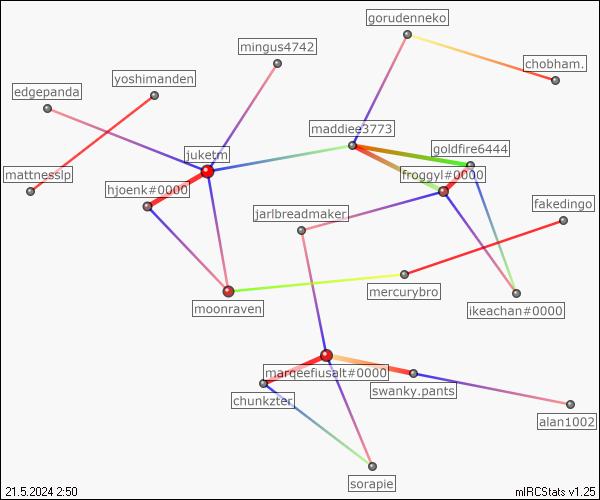 gorudenneko
mingus4742
chobham.
yoshimanden
edgepanda
maddiee3773
goldfire6444
juketm
mattnesslp
froggyl#0000
hjoenk#0000
fakedingo
jarlbreadmaker.
mercurybro
moonraven
ikeachan#0000
marqeefiusalt#0000
swanky.pants
chunkzter.
alan1002
sorapie
21.5.2024 2:50
mIRCStats v1.25